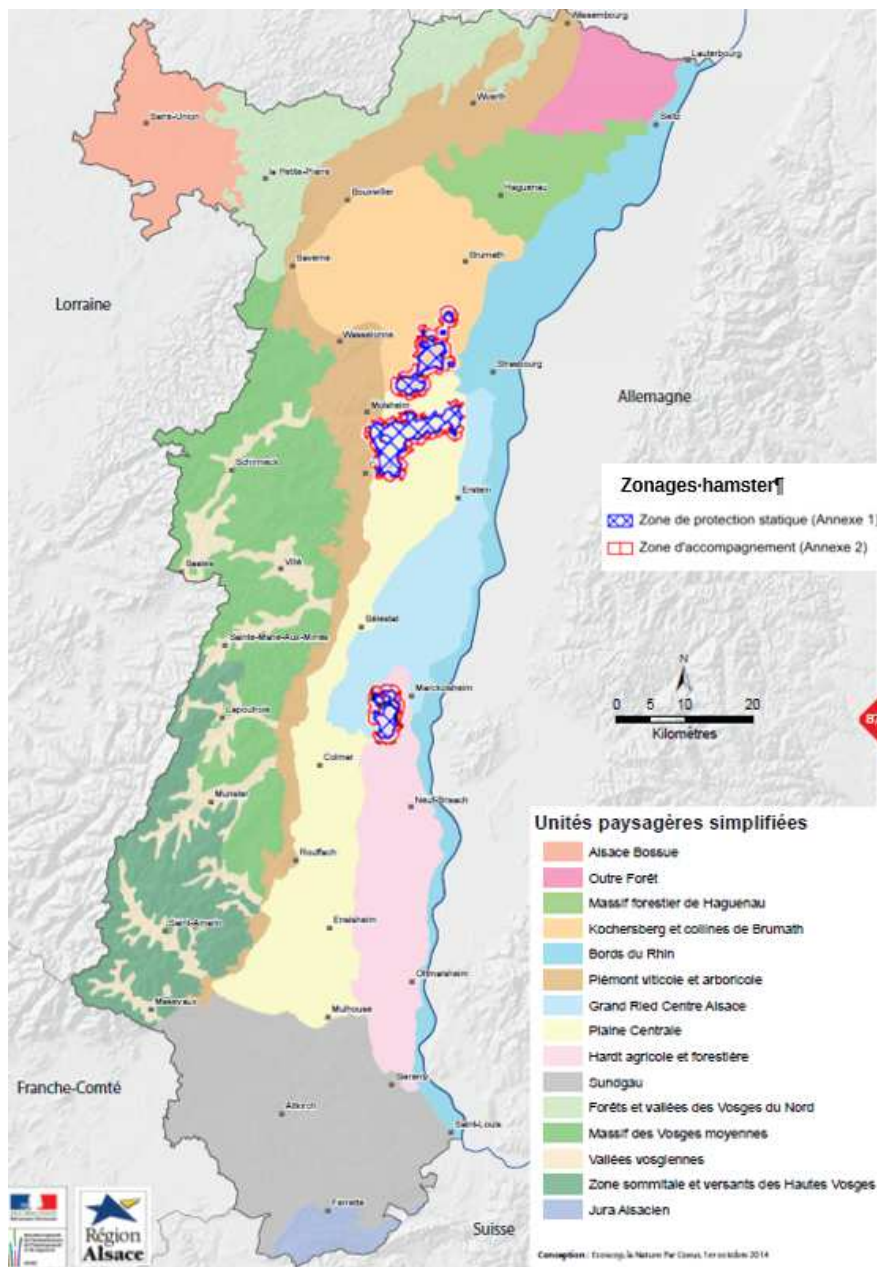 Wissembourg
Lauterbourg
Woerth
Sarre-Union
Seltz
la Petite-Pierre
Haguenau
Bouxwiller
Saverne
Brumath
Lorraine
Wasselonne
Strasbourg
Molsheim
Allemagne
Schirmeck
Zonages·hamster¶
Erstein
Zone de protection statique (Annexe 1)
Zone d'accompagnement (Annexe 2)
Saales
Villé
Sélestat
Sainte-Marie-Aux-Mines
N
Marckolsheim
Lapoutroie
0 5 10 20
Kilomètres
87
Colmar
Munster
Neuf-Brisach
Unités paysagères simplifiées
Alsace Bossue
Rouffach
Outre Forêt
Massif forestier de Haguenau
Saint-Amarin
Ensisheim
Kochersberg et collines de Brumath
Bords du Rhin
Ottmarsheim
Piémont viticole et arboricole
Masevaux
Grand Ried Centre Alsace
Mulhouse
Plaine Centrale
Hardt agricole et forestière
Franche-Comté
Sierentz
Sundgau
Altkirch
Forêts et vallées des Vosges du Nord
Saint-Louis
Massif des Vosges moyennes
Vallées vosgiennes
Zone sommitale et versants des Hautes Vosges
Ferrette
Jura Alsacien
Suisse
Région
Alsace
Conception : Ecoscop, la Nature Par Coeur, 1er octobre 2014